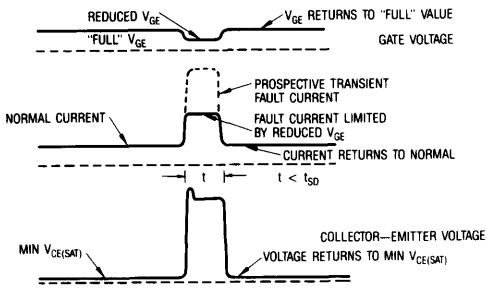 REDUCED V_GE
V_GE RETURNS TO "FULL" VALUE
"FULL" V_GE
GATE VOLTAGE
PROSPECTIVE TRANSIENT
FAULT CURRENT
NORMAL CURRENT
FAULT CURRENT LIMITED
BY REDUCED V_GE
CURRENT RETURNS TO NORMAL
t
t < t_SD
COLLECTOR—EMITTER VOLTAGE
MIN V_CE(SAT)
VOLTAGE RETURNS TO MIN V_CE(SAT)